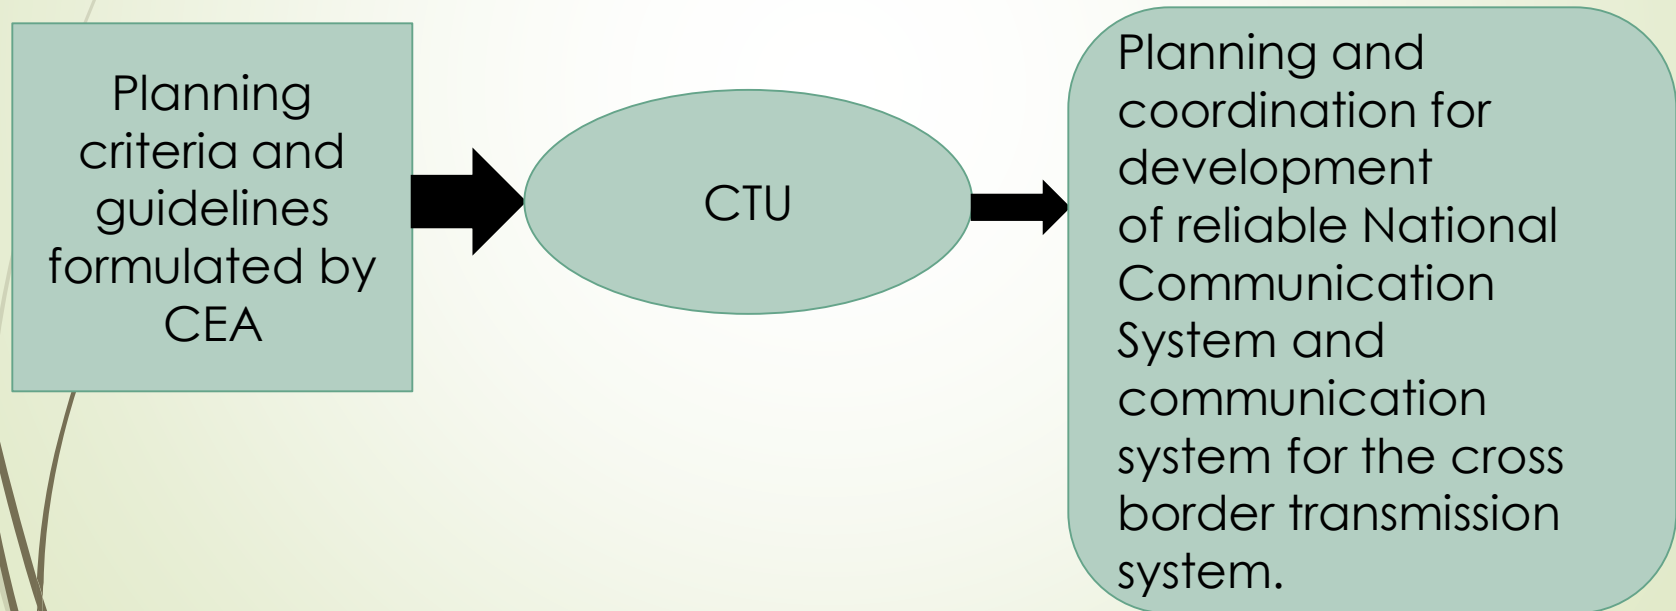 Planning
criteria and
guidelines
formulated by
CEA
CTU
Planning and
coordination for
development
of reliable National
Communication
System and
communication
system for the cross
border transmission
system.